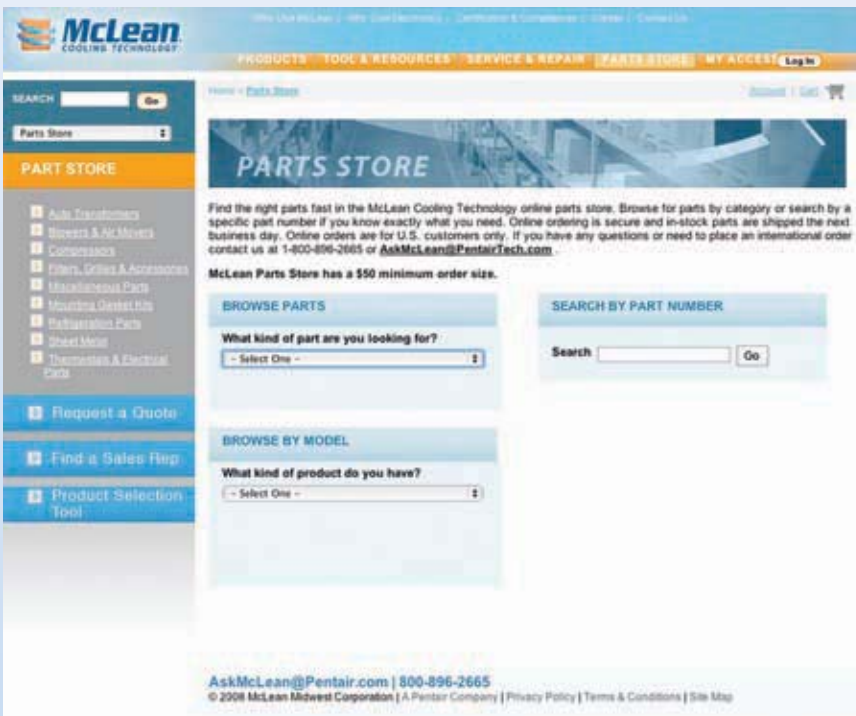 McLean
COOLING TECHNOLOGY
PRODUCTS TOOL & RESOURCES SERVICE & REPAIR PARTS STORE MY ACCESS Log In
SEARCH Go
Parts Store
PART STORE
Auto Transformers
Blowers & Air Movers
Compressors
Filters, Grilles & Accessories
Miscellaneous Parts
Mounting Gasket Kits
Refrigeration Parts
Sheet Metal
Thermostats & Electrical
Parts
Request a Quote
Find a Sales Rep
Product Selection
Tool
Home > Parts Store
Account | Cart
PARTS STORE
Find the right parts fast in the McLean Cooling Technology online parts store. Browse for parts by category or search by a
specific part number if you know exactly what you need. Online ordering is secure and in-stock parts are shipped the next
business day. Online orders are for U.S. customers only. If you have any questions or need to place an international order
contact us at 1-800-896-2665 or AskMcLean@PentairTech.com .
McLean Parts Store has a $50 minimum order size.
BROWSE PARTS
What kind of part are you looking for?
- Select One -
SEARCH BY PART NUMBER
Search Go
BROWSE BY MODEL
What kind of product do you have?
- Select One -
AskMcLean@Pentair.com | 800-896-2665
© 2008 McLean Midwest Corporation | A Pentair Company | Privacy Policy | Terms & Conditions | Site Map